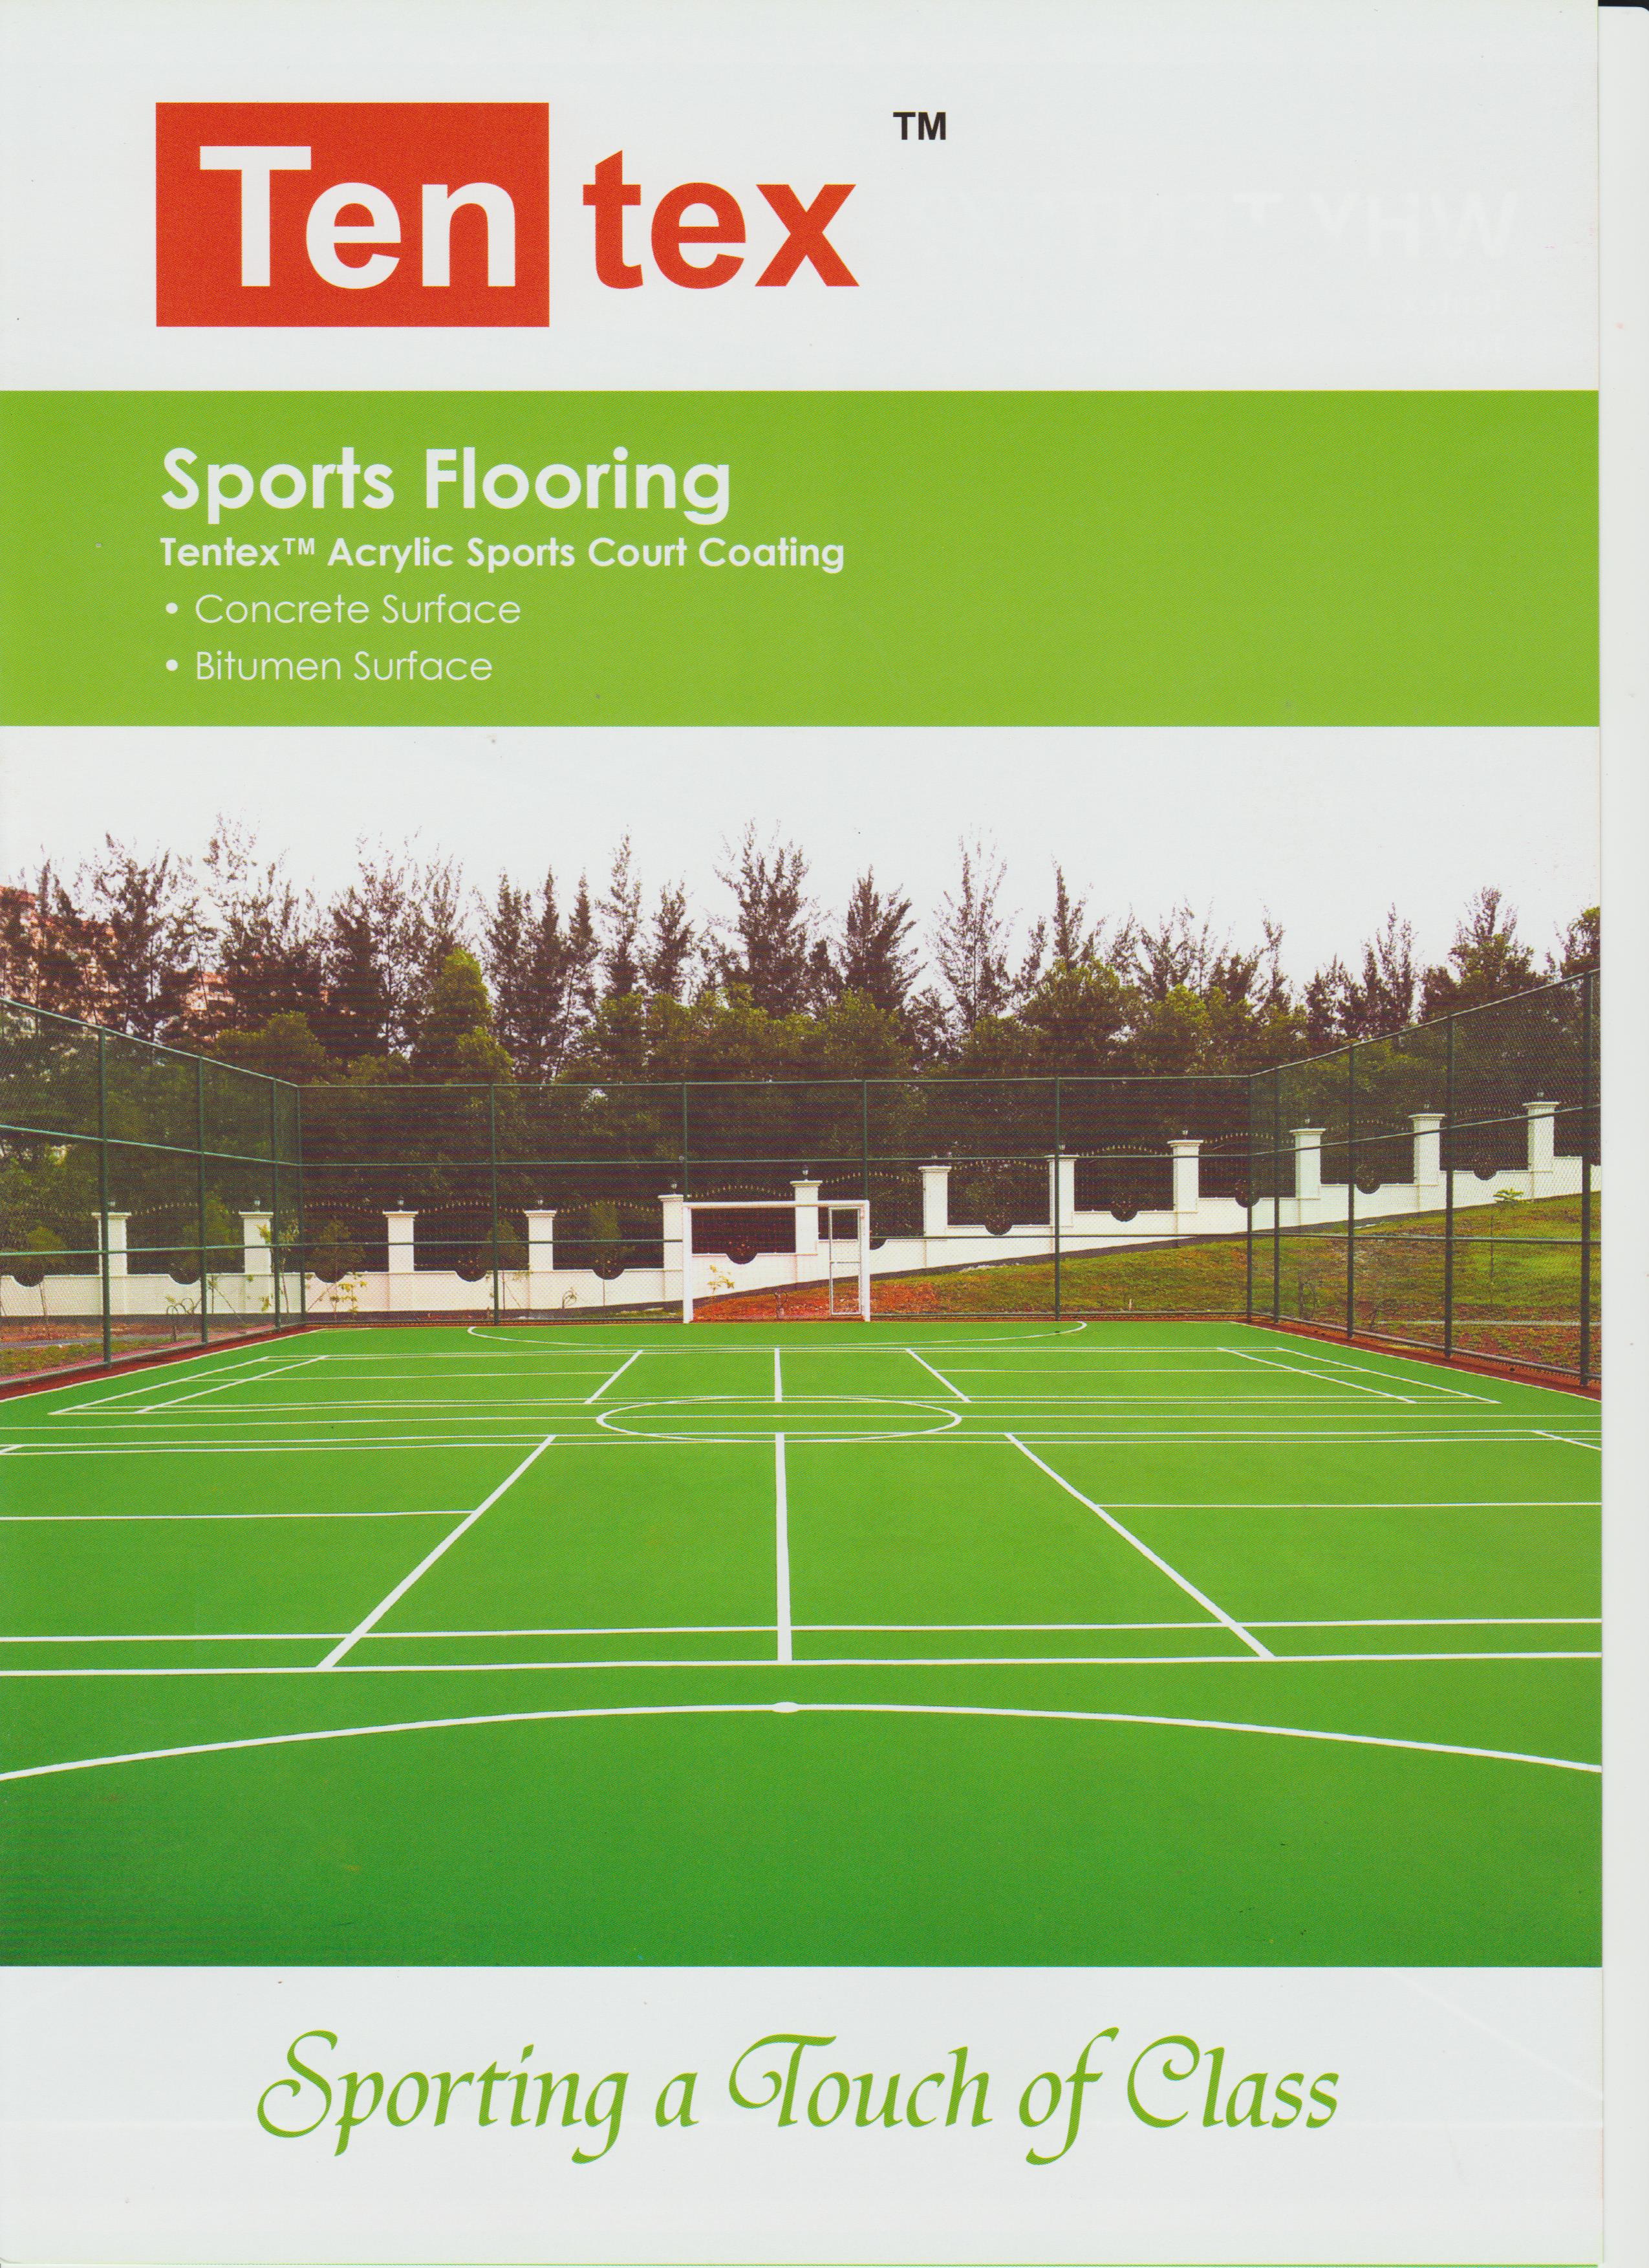 Ten tex ™
Sports Flooring
Tentex™ Acrylic Sports Court Coating
• Concrete Surface
• Bitumen Surface
Sporting a Touch of Class